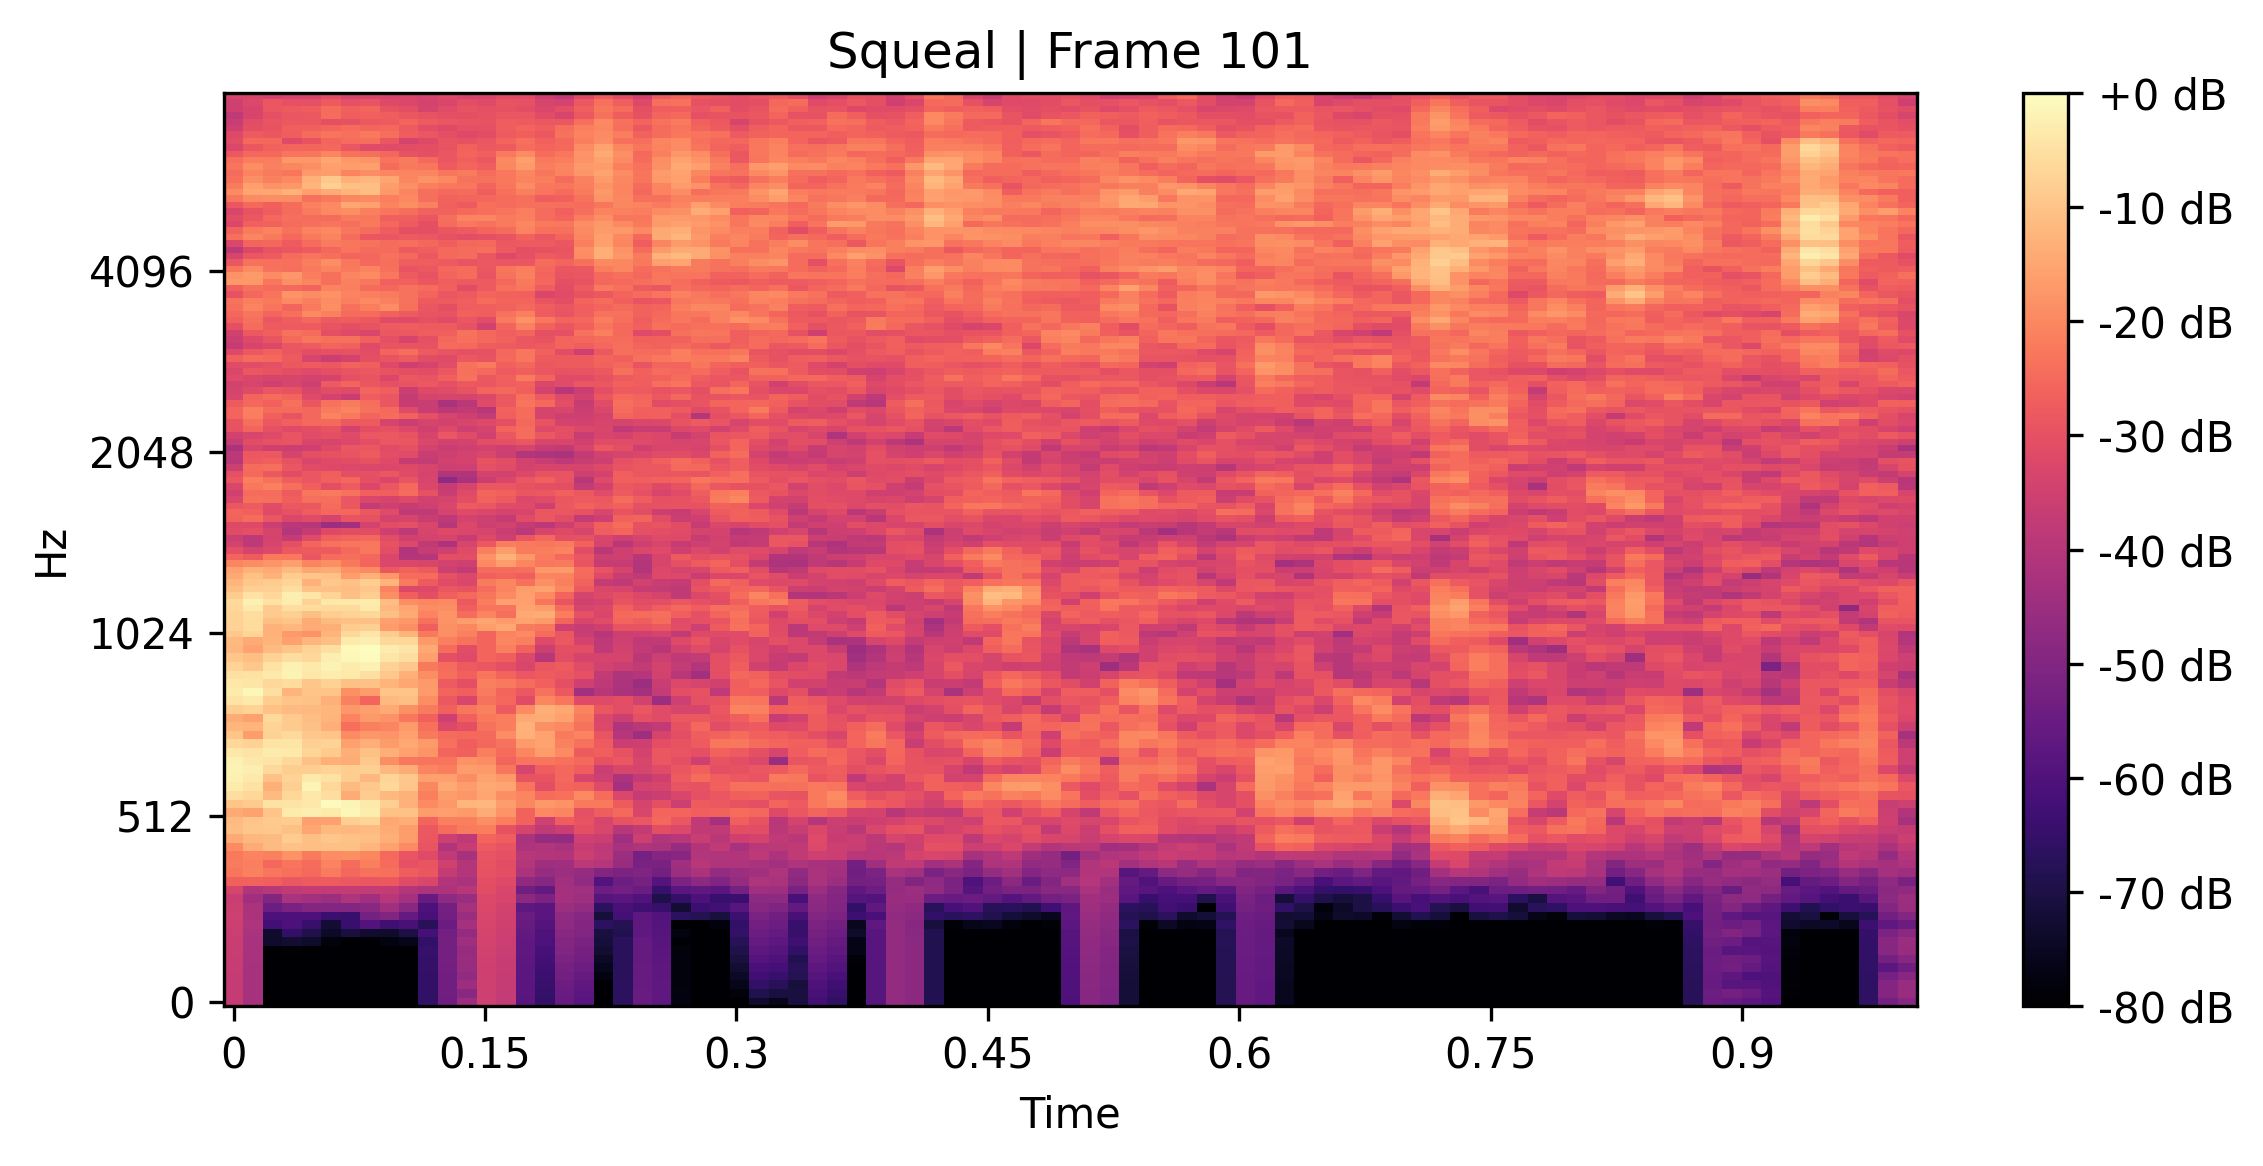 Squeal | Frame 101
+0 dB
-10 dB
-20 dB
-30 dB
-40 dB
-50 dB
-60 dB
-70 dB
-80 dB
Hz
4096
2048
1024
512
0
0 0.15 0.3 0.45 0.6 0.75 0.9
Time